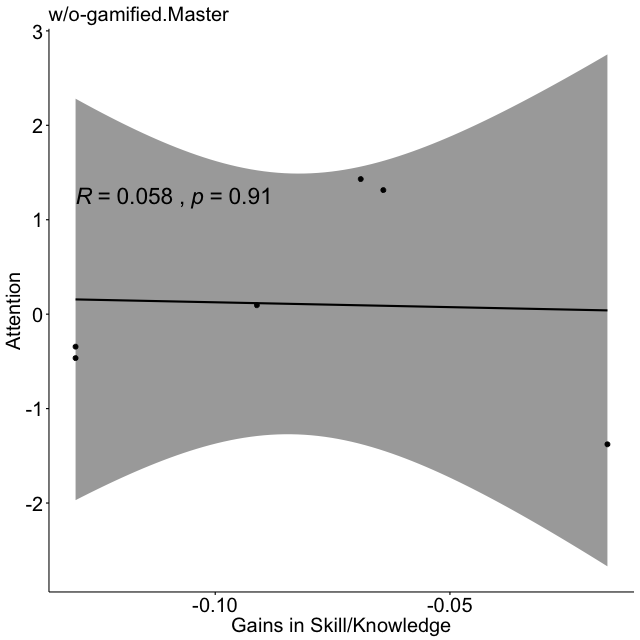 w/o-gamified.Master
3
2
R = 0.058 , p = 0.91
1
Attention
0
-1
-2
-0.10
-0.05
Gains in Skill/Knowledge